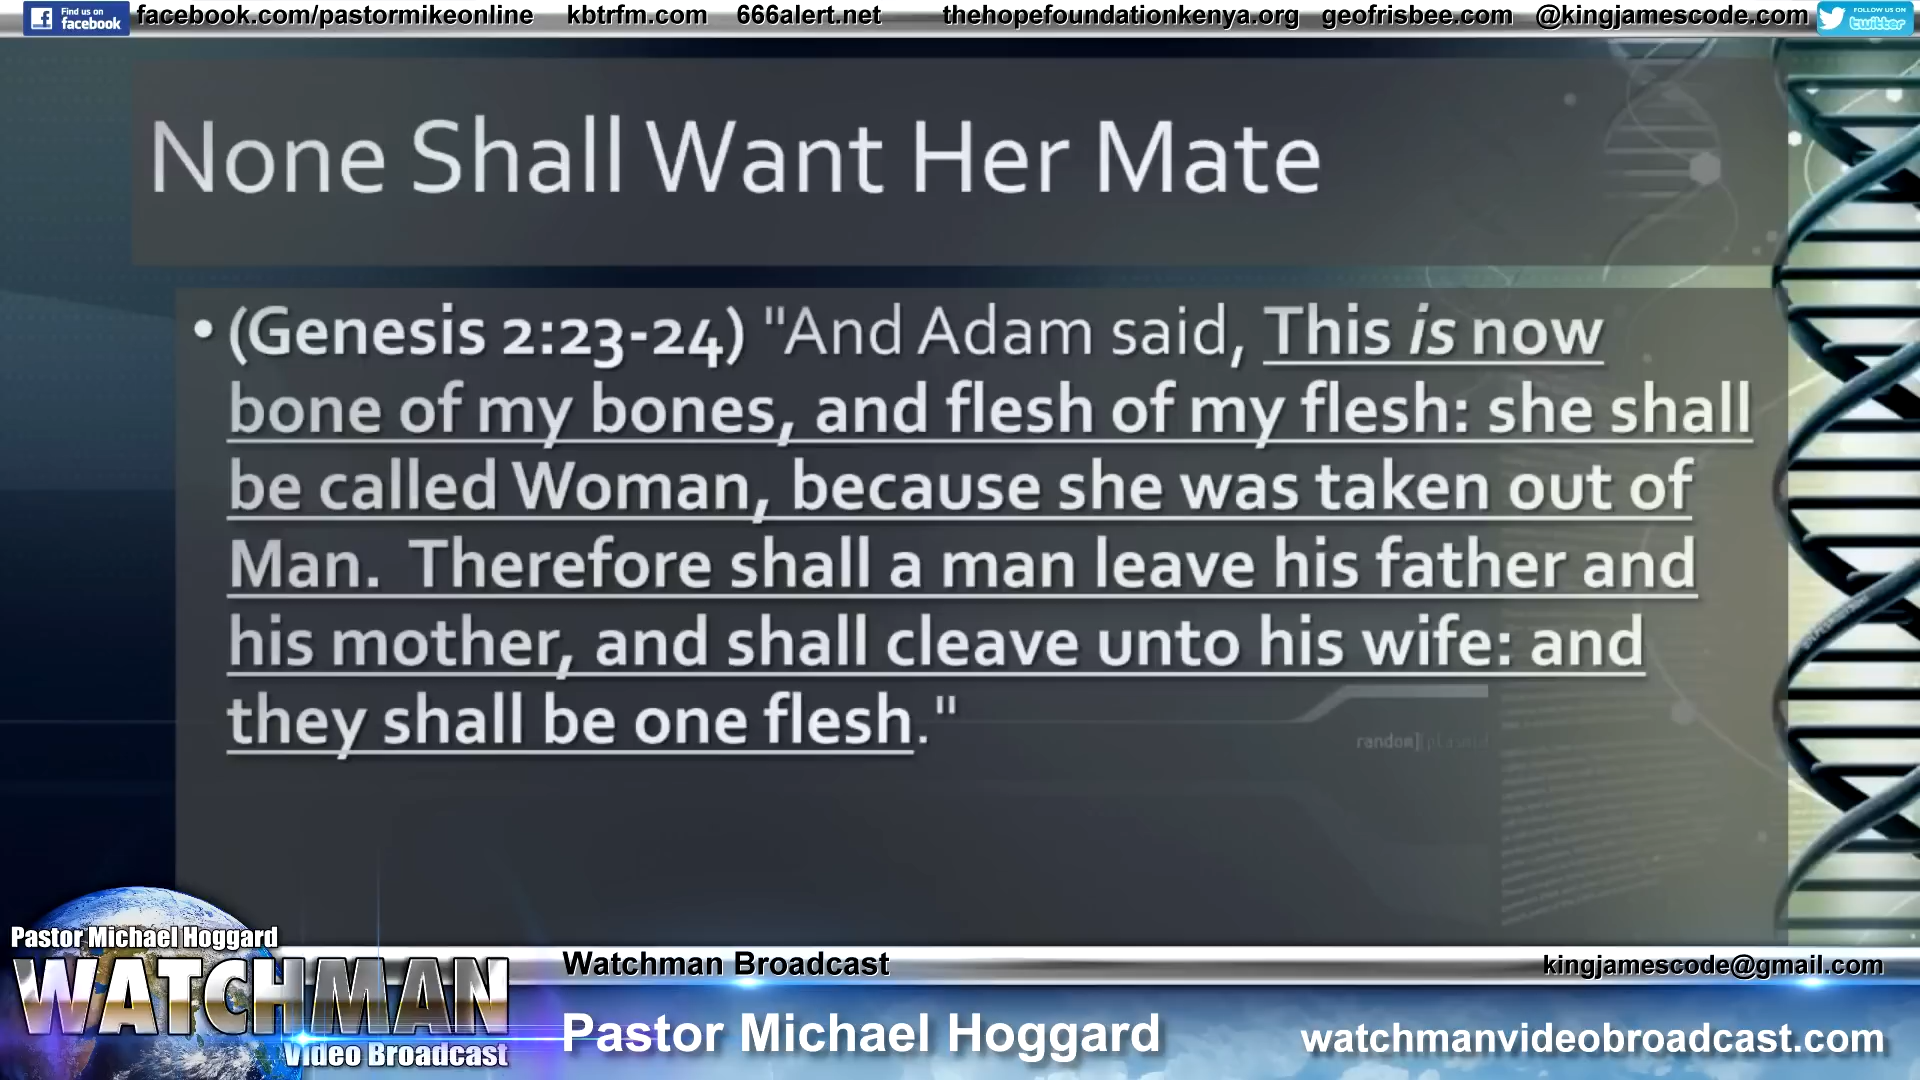 Find us on
facebook
facebook.com/pastormikeonline kbtrfm.com 666alert.net thehopefoundationkenya.org geofrisbee.com @kingjamescode.com
FOLLOW US ON
twitter
None Shall Want Her Mate
• (Genesis 2:23-24) "And Adam said, This is now
bone of my bones, and flesh of my flesh: she shall
be called Woman, because she was taken out of
Man.  Therefore shall a man leave his father and
his mother, and shall cleave unto his wife: and
they shall be one flesh."
random]
Pastor Michael Hoggard
WATCHMAN
Video Broadcast
Watchman Broadcast
kingjamescode@gmail.com
Pastor Michael Hoggard
watchmanvideobroadcast.com